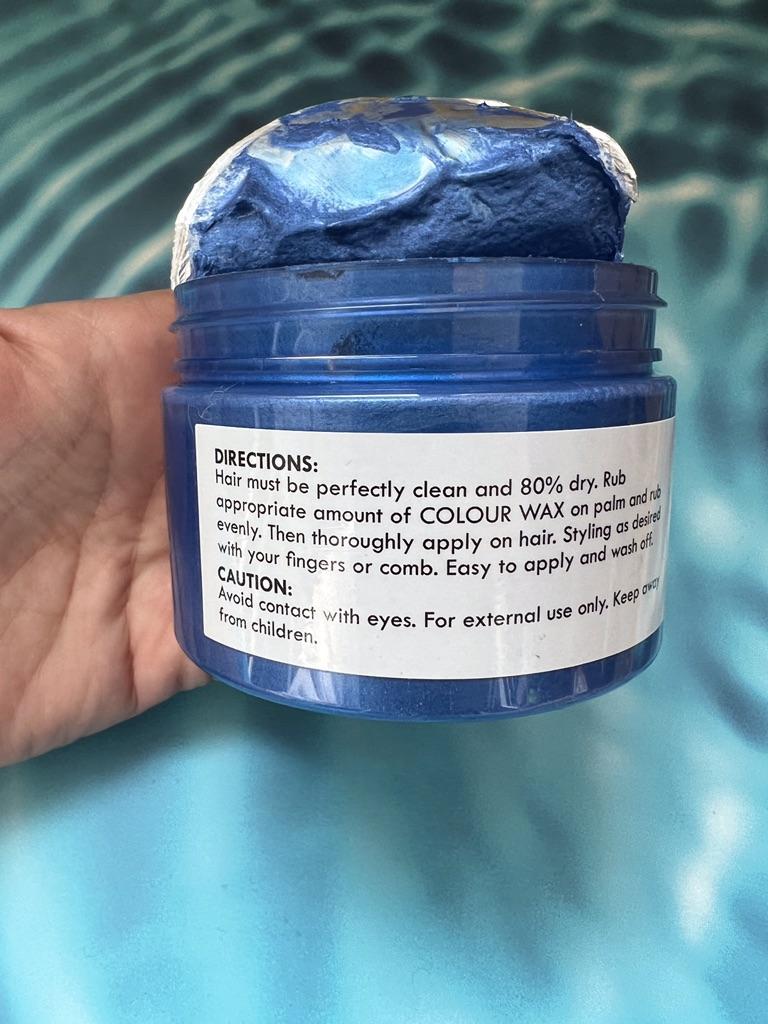 DIRECTIONS:
Hair must be perfectly clean and 80% dry. Rub
appropriate amount of COLOUR WAX on palm and rub
evenly. Then thoroughly apply on hair. Styling as desired
with your fingers or comb. Easy to apply and wash off.
CAUTION:
Avoid contact with eyes. For external use only. Keep away
from children.